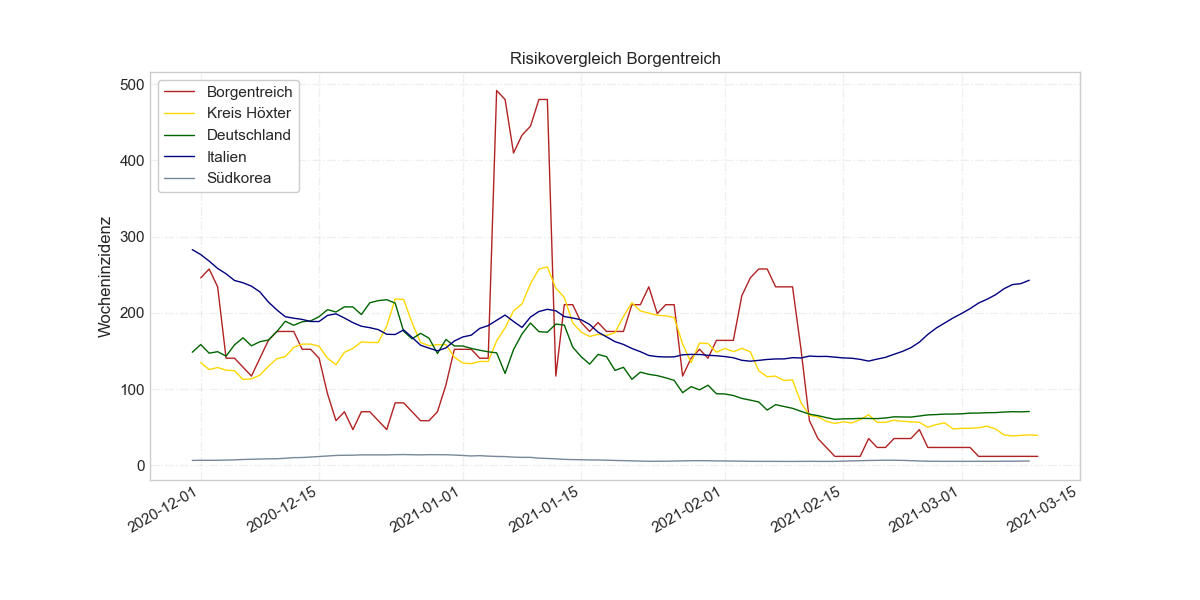 Risikovergleich Borgentreich
500
400
300
200
100
0
Wocheninzidenz
Borgentreich
Kreis Höxter
Deutschland
Italien
Südkorea
2020-12-01
2020-12-15
2021-01-01
2021-01-15
2021-02-01
2021-02-15
2021-03-01
2021-03-15